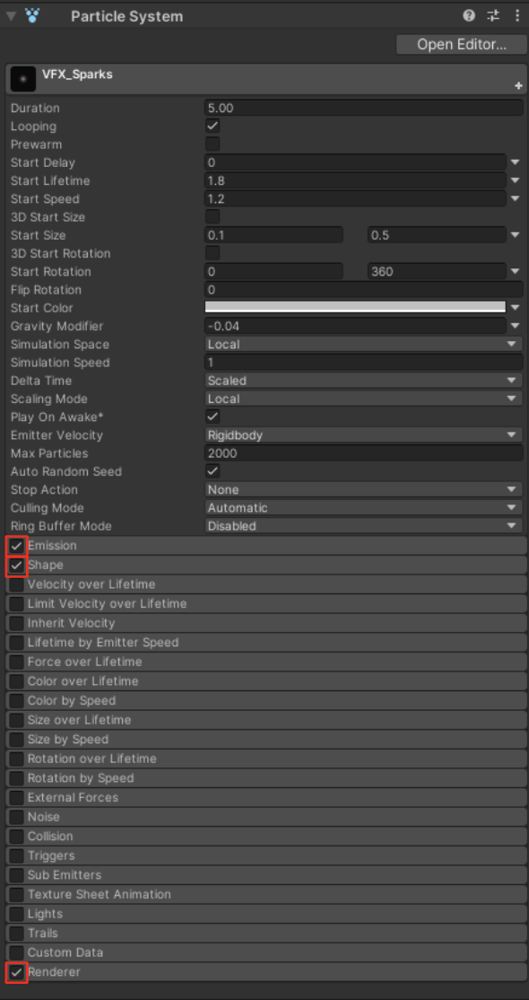 Particle System
Open Editor...
VFX_Sparks
Duration 5.00
Looping
Prewarm
Start Delay 0
Start Lifetime 1.8
Start Speed 1.2
3D Start Size
Start Size 0.1 0.5
3D Start Rotation
Start Rotation 0 360
Flip Rotation 0
Start Color
Gravity Modifier -0.04
Simulation Space Local
Simulation Speed 1
Delta Time Scaled
Scaling Mode Local
Play On Awake*
Emitter Velocity Rigidbody
Max Particles 2000
Auto Random Seed
Stop Action None
Culling Mode Automatic
Ring Buffer Mode Disabled
Emission
Shape
Velocity over Lifetime
Limit Velocity over Lifetime
Inherit Velocity
Lifetime by Emitter Speed
Force over Lifetime
Color over Lifetime
Color by Speed
Size over Lifetime
Size by Speed
Rotation over Lifetime
Rotation by Speed
External Forces
Noise
Collision
Triggers
Sub Emitters
Texture Sheet Animation
Lights
Trails
Custom Data
Renderer